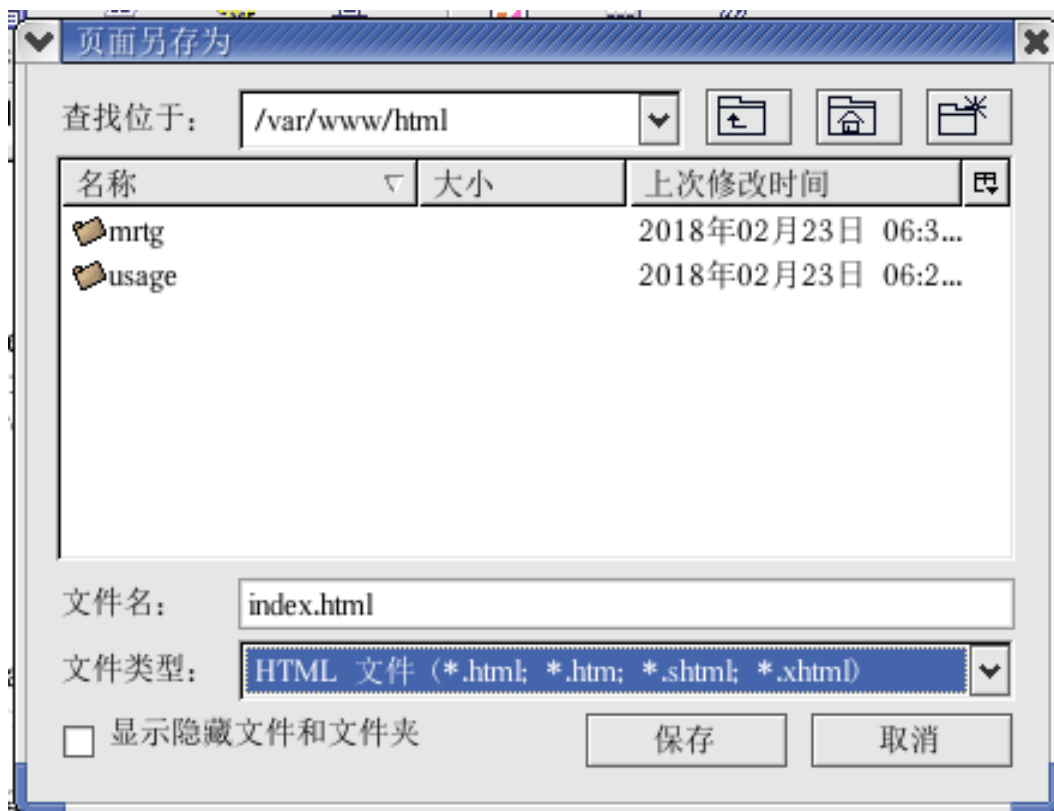 页面另存为
查找位于: /var/www/html
名称 大小 上次修改时间
mrtg 2018年02月23日 06:3...
usage 2018年02月23日 06:2...
文件名: index.html
文件类型: HTML 文件 (*.html; *.htm; *.shtml; *.xhtml)
显示隐藏文件和文件夹 保存 取消